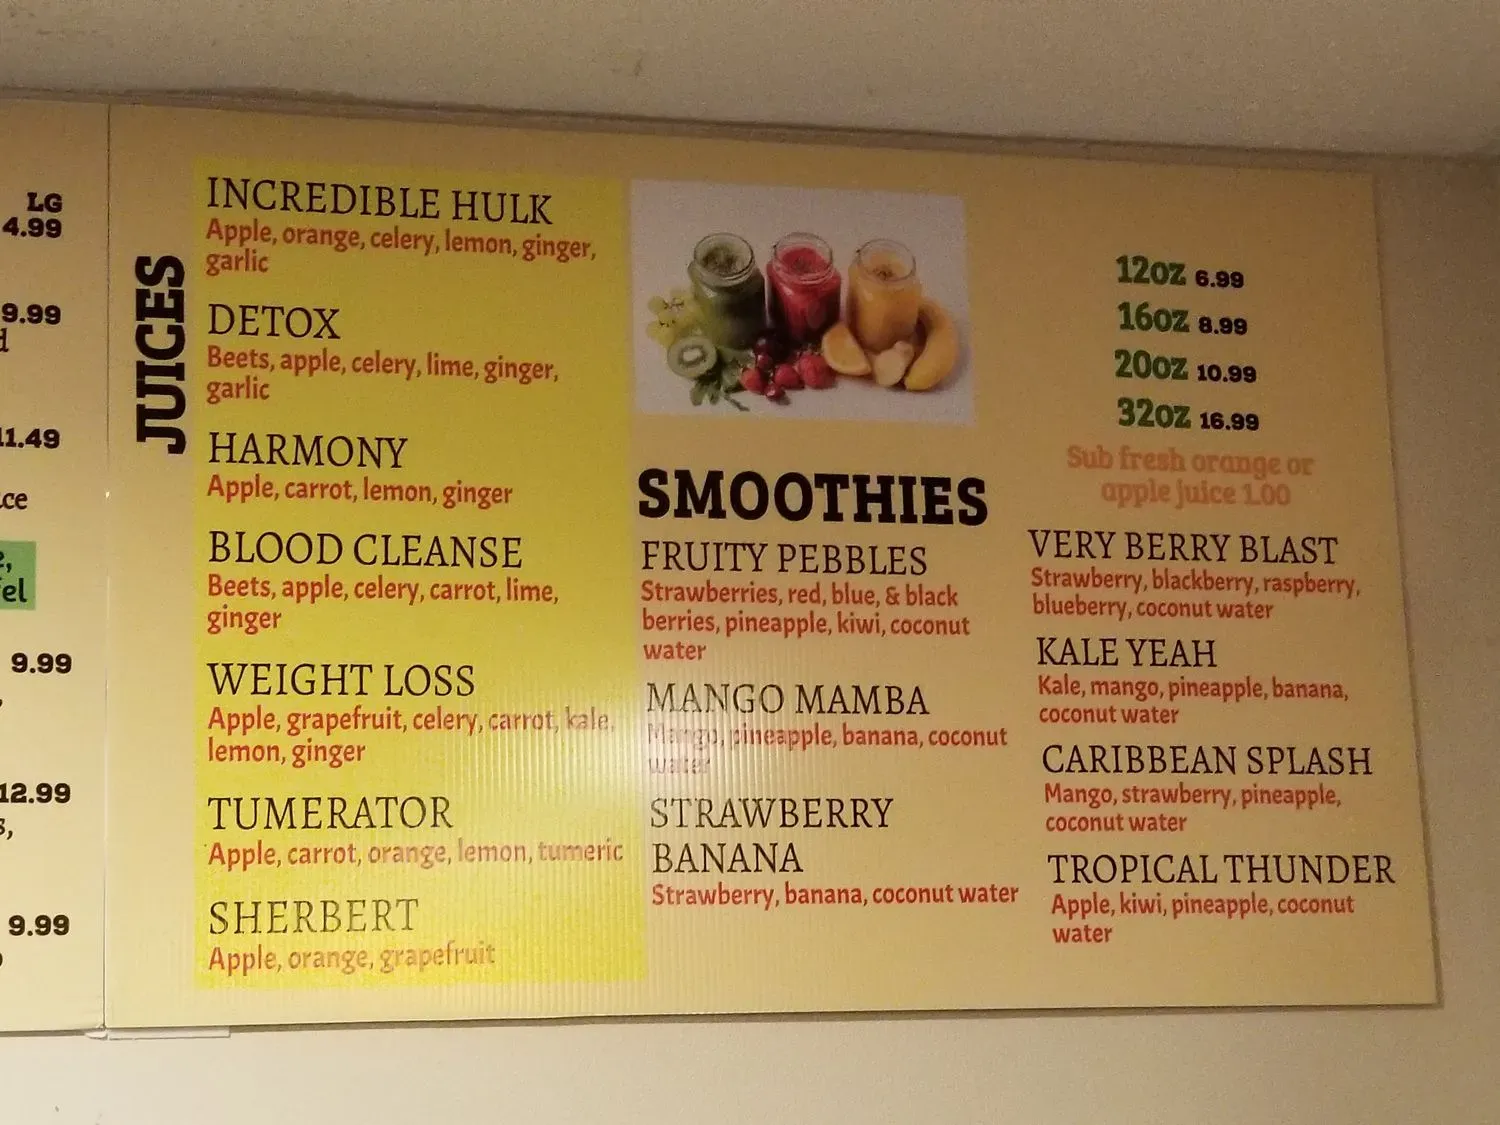 LG
4.99
9.99
11.49
9.99
12.99
9.99
JUICES
INCREDIBLE HULK
Apple, orange, celery, lemon, ginger,
garlic
DETOX
Beets, apple, celery, lime, ginger,
garlic
HARMONY
Apple, carrot, lemon, ginger
BLOOD CLEANSE
Beets, apple, celery, carrot, lime,
ginger
WEIGHT LOSS
Apple, grapefruit, celery, carrot, kale,
lemon, ginger
TUMERATOR
Apple, carrot, orange, lemon, tumeric
SHERBERT
Apple, orange, grapefruit
SMOOTHIES
FRUITY PEBBLES
Strawberries, red, blue, & black
berries, pineapple, kiwi, coconut
water
MANGO MAMBA
Mango, pineapple, banana, coconut
water
STRAWBERRY
BANANA
Strawberry, banana, coconut water
12oz 6.99
16oz 8.99
20oz 10.99
32oz 16.99
Sub fresh orange or
apple juice 1.00
VERY BERRY BLAST
Strawberry, blackberry, raspberry,
blueberry, coconut water
KALE YEAH
Kale, mango, pineapple, banana,
coconut water
CARIBBEAN SPLASH
Mango, strawberry, pineapple,
coconut water
TROPICAL THUNDER
Apple, kiwi, pineapple, coconut
water